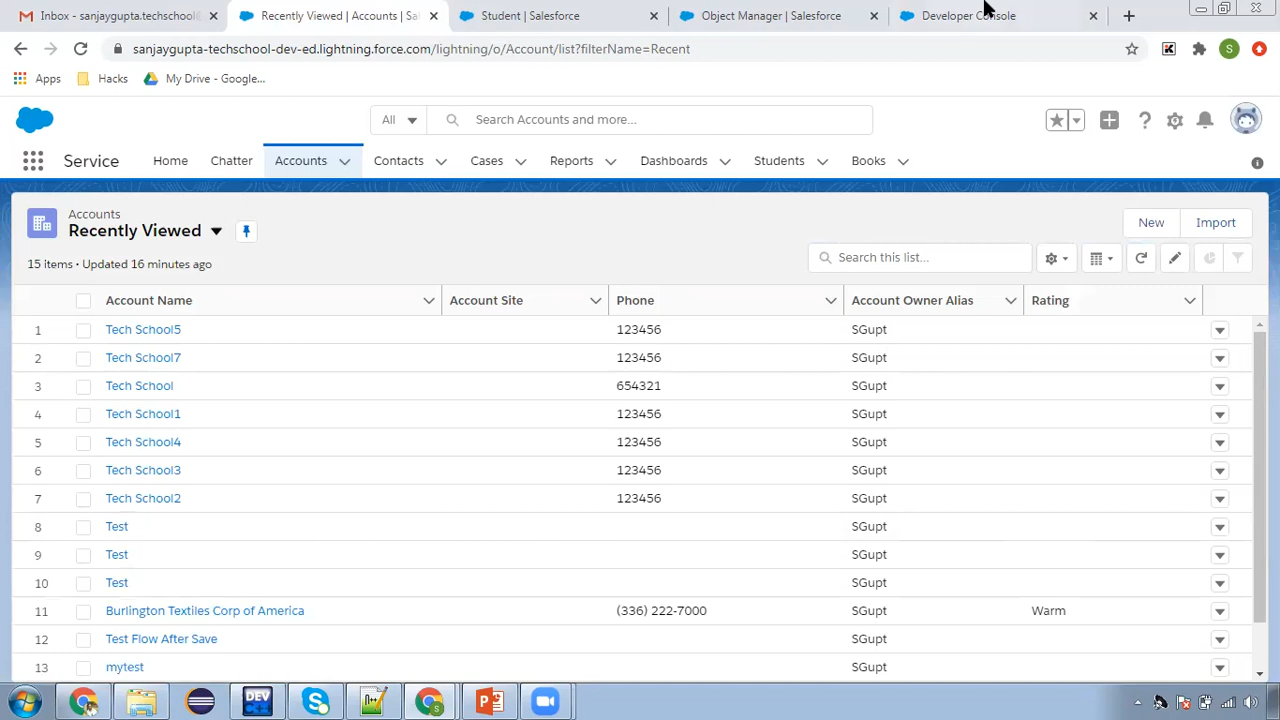 Inbox - sanjaygupta.techschool
Recently Viewed | Accounts | Sal
Student | Salesforce
Object Manager | Salesforce
Developer Console
sanjaygupta-techschool-dev-ed.lightning.force.com/lightning/o/Account/list?filterName=Recent
S
Apps
Hacks
My Drive - Google...
All
Search Accounts and more...
Service
Home
Chatter
Accounts
Contacts
Cases
Reports
Dashboards
Students
Books
Accounts
Recently Viewed
New
Import
15 items • Updated 16 minutes ago
Search this list...
Account Name
Account Site
Phone
Account Owner Alias
Rating
1 Tech School5 123456 SGupt
2 Tech School7 123456 SGupt
3 Tech School 654321 SGupt
4 Tech School1 123456 SGupt
5 Tech School4 123456 SGupt
6 Tech School3 123456 SGupt
7 Tech School2 123456 SGupt
8 Test SGupt
9 Test SGupt
10 Test SGupt
11 Burlington Textiles Corp of America (336) 222-7000 SGupt Warm
12 Test Flow After Save SGupt
13 mytest SGupt
DEV
C++